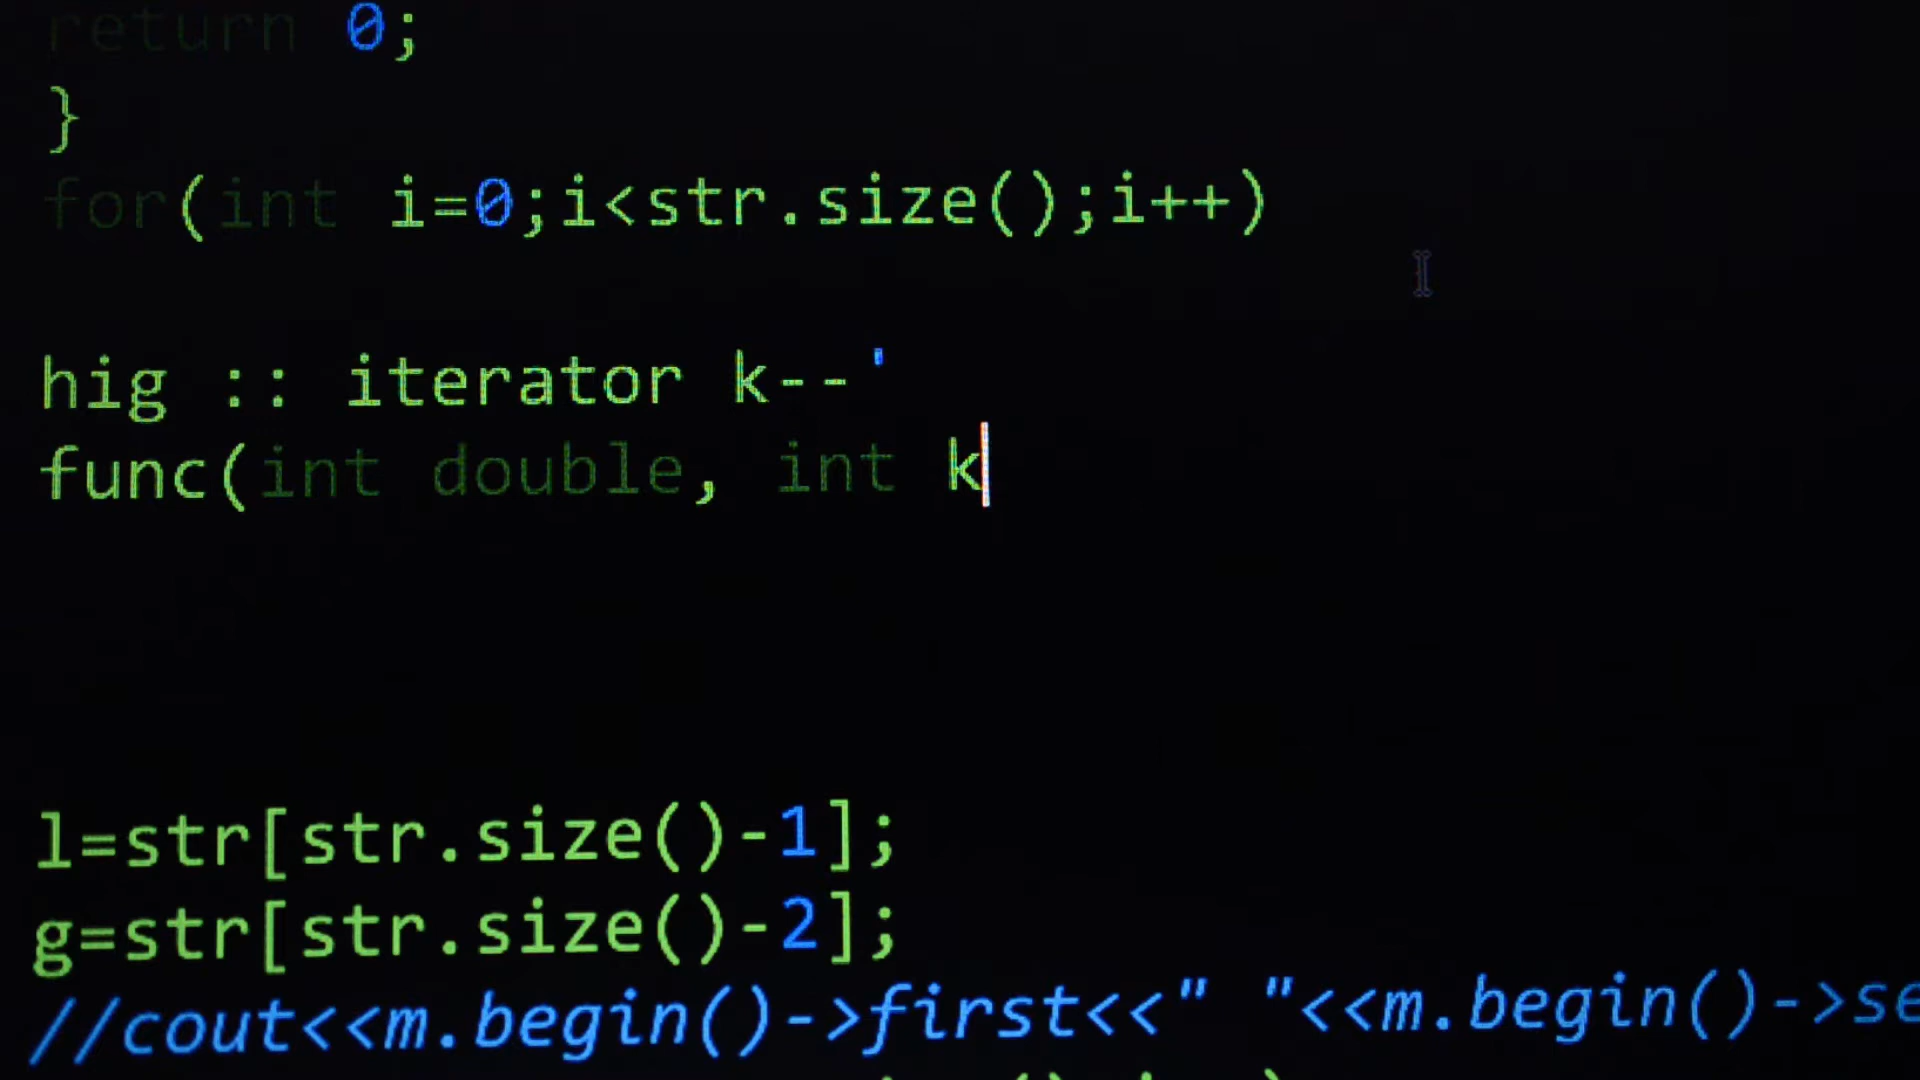 return 0;
}
for(int i=0;i<str.size();i++)
hig :: iterator k--'
func(int double, int k
l=str[str.size()-1];
g=str[str.size()-2];
//cout<<m.begin()->first<<" "<<m.begin()->se